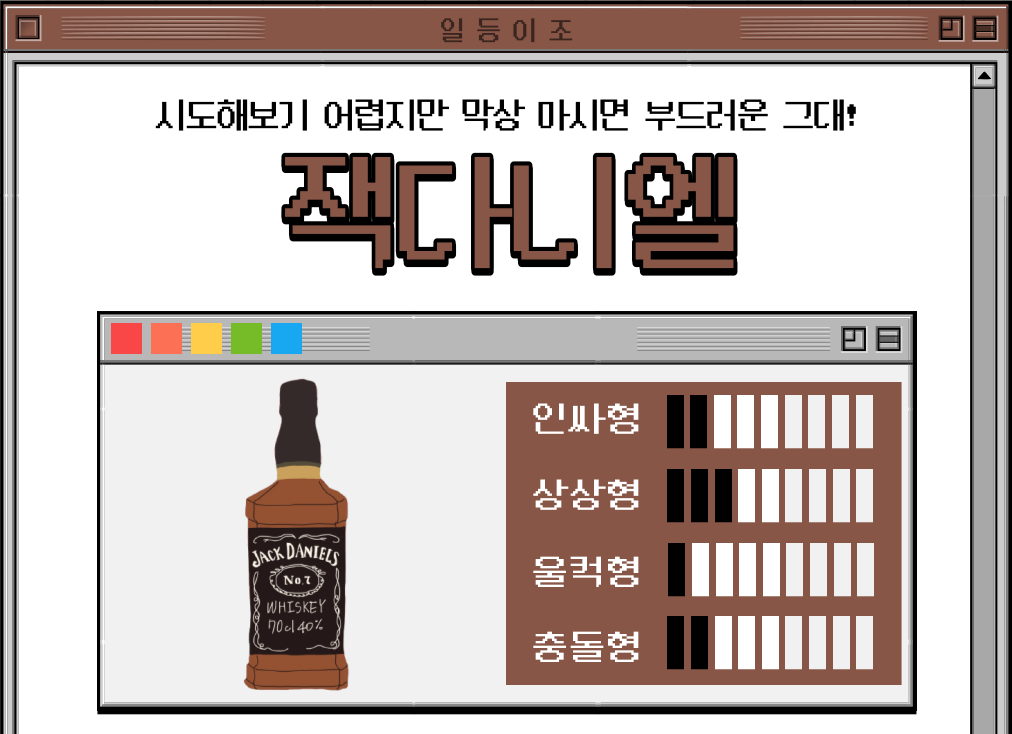 일등이조
시도해보기 어렵지만 막상 마시면 부드러운 그대!
잭다니엘
JACK DANIELS
No.7
WHISKEY
70cl 40%
인싸형
상상형
울컥형
충돌형